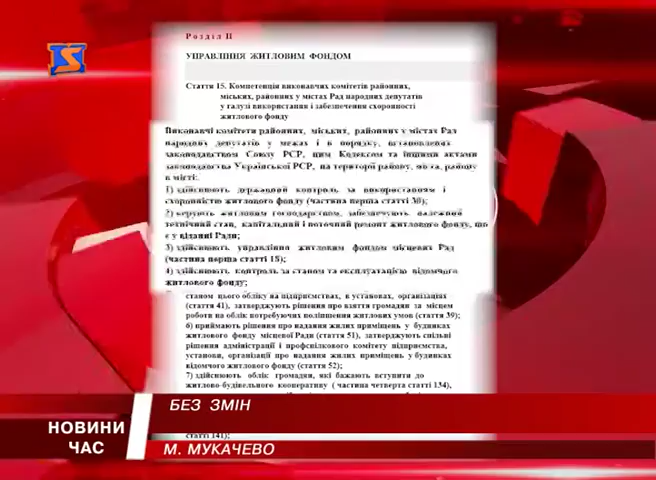 Розділ II
УПРАВЛІННЯ ЖИТЛОВИМ ФОНДОМ
Стаття 15. Компетенція виконавчих комітетів районних,
міських, районних у містах Рад народних депутатів
у галузі використання і забезпечення схоронності
житлового фонду
Виконавчі комітети районних, міських, районних у містах Рад
народних депутатів у межах і в порядку, встановлених
законодавством Союзу РСР, цим Кодексом та іншими актами
законодавства Української РСР, на території району, міста, району
в місті:
1) здійснюють державний контроль за використанням і
схоронністю житлового фонду (частина перша статті 30);
2) керують житловим господарством, забезпечують належний
технічний стан, капітальний і поточний ремонт житлового фонду, що
є у віданні Ради;
3) здійснюють управління житловим фондом місцевих Рад
(частина перша статті 18);
4) здійснюють контроль за станом та експлуатацією відомчого
житлового фонду;
станом цього обліку на підприємствах, в установах, організаціях
(стаття 41), затверджують рішення про взяття громадян за місцем
роботи на облік потребуючих поліпшення житлових умов (стаття 39);
6) приймають рішення про надання жилих приміщень у будинках
житлового фонду місцевої Ради (стаття 51), затверджують спільні
рішення адміністрації і профспілкового комітету підприємства,
установи, організації про надання жилих приміщень у будинках
відомчого житлового фонду (стаття 52);
7) здійснюють облік громадян, які бажають вступити до
житлово-будівельного кооперативу ( частина четверта статті 134),
БЕЗ ЗМІН
НОВИНИ
ЧАС
статті 141);
М. МУКАЧЕВО